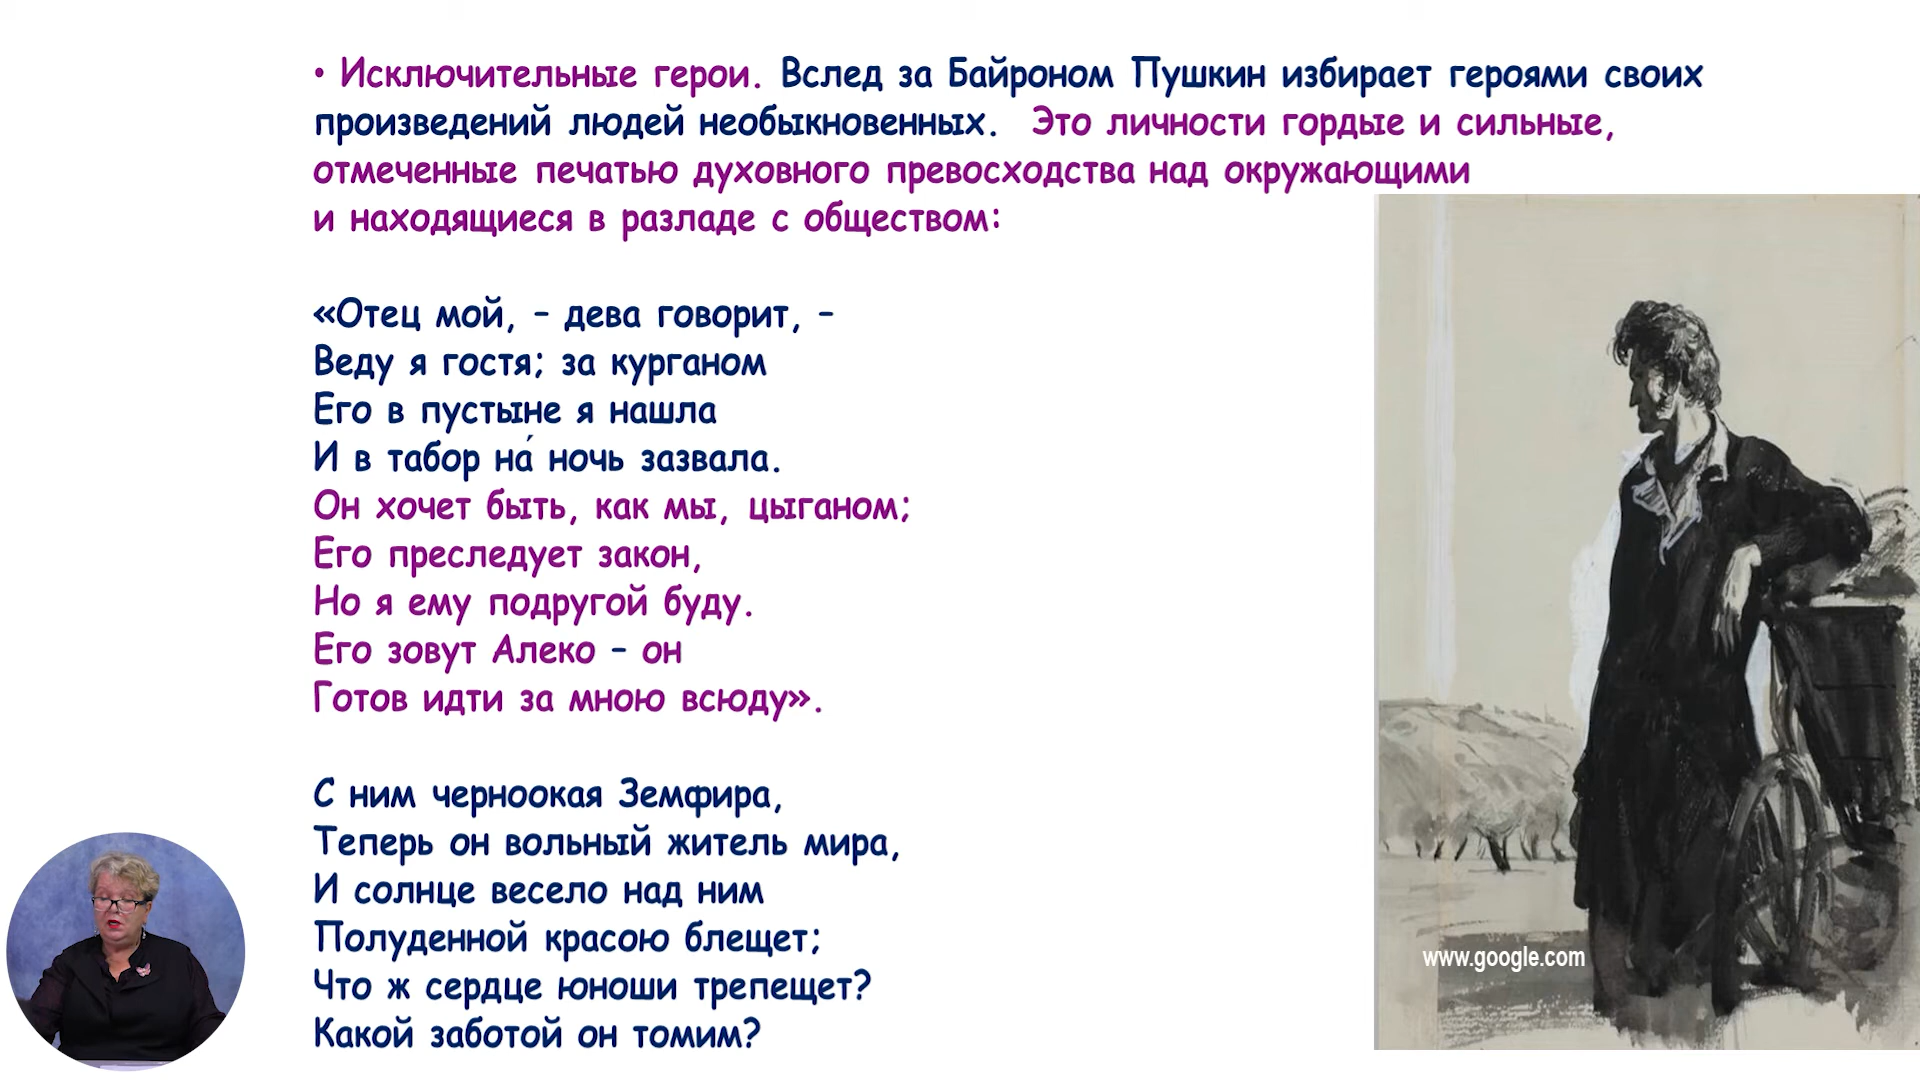 • Исключительные герои. Вслед за Байроном Пушкин избирает героями своих
произведений людей необыкновенных. Это личности гордые и сильные,
отмеченные печатью духовного превосходства над окружающими
и находящиеся в разладе с обществом:
«Отец мой, – дева говорит, –
Веду я гостя; за курганом
Его в пустыне я нашла
И в табор на́ ночь зазвала.
Он хочет быть, как мы, цыганом;
Его преследует закон,
Но я ему подругой буду.
Его зовут Алеко – он
Готов идти за мною всюду».
С ним черноокая Земфира,
Теперь он вольный житель мира,
И солнце весело над ним
Полуденной красою блещет;
Что ж сердце юноши трепещет?
Какой заботой он томим?
www.google.com